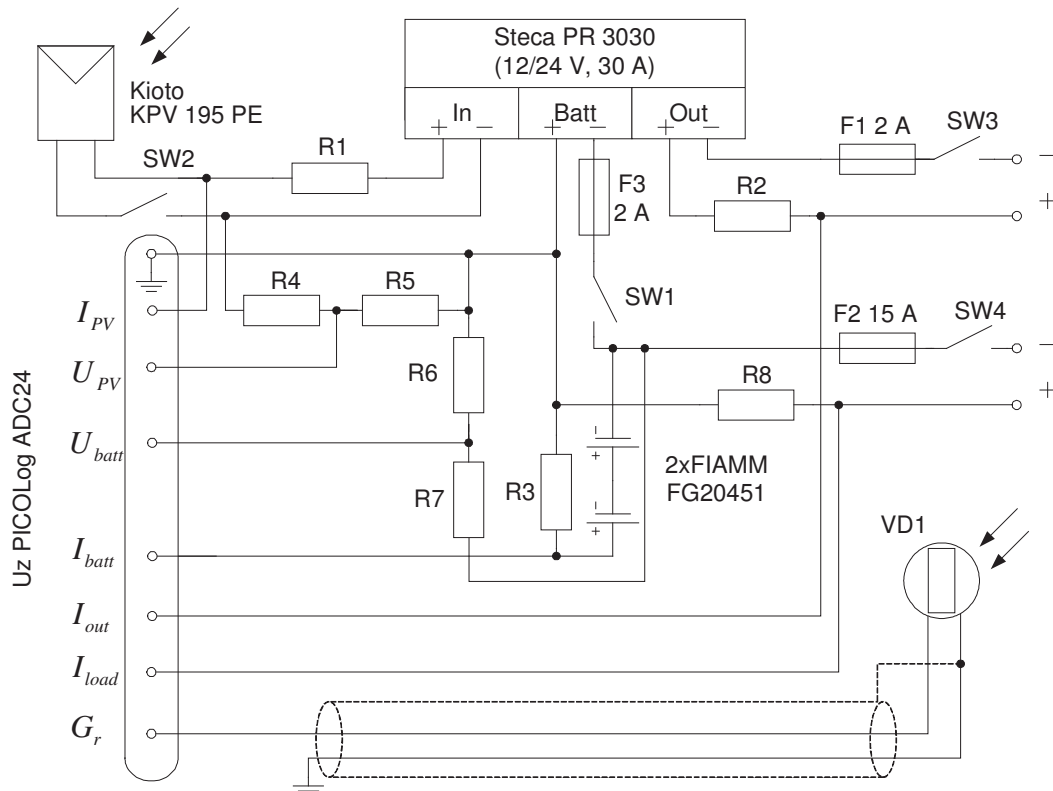 Steca PR 3030
(12/24 V, 30 A)
In
Batt
Out
+
−
+
−
+
−
Kioto
KPV 195 PE
SW2
R1
F1 2 A
SW3
−
F3
2 A
R2
+
R4
R5
SW1
I_PV
F2 15 A
SW4
−
U_PV
R6
R8
+
U_batt
-
+
2xFIAMM
FG20451
R7
R3
-
+
Uz PICOLog ADC24
VD1
I_batt
I_out
I_load
G_r